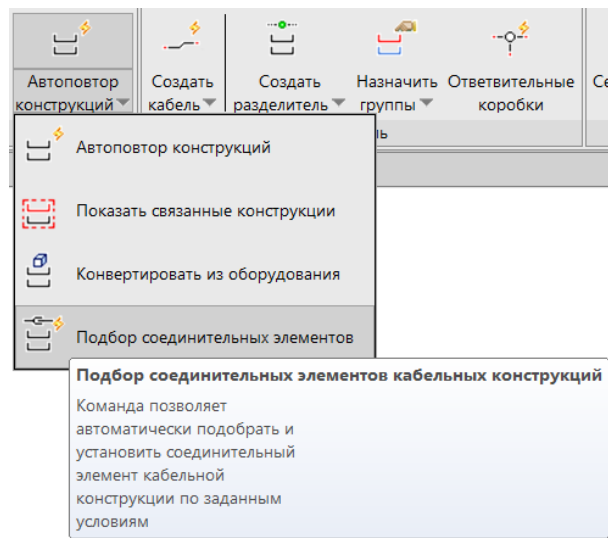 Автоповтор конструкций
Создать кабель
Создать разделитель
Назначить группы
Ответвительные коробки
Се
ль
Автоповтор конструкций
Показать связанные конструкции
Конвертировать из оборудования
Подбор соединительных элементов
Подбор соединительных элементов кабельных конструкций
Команда позволяет
автоматически подобрать и
установить соединительный
элемент кабельной
конструкции по заданным
условиям